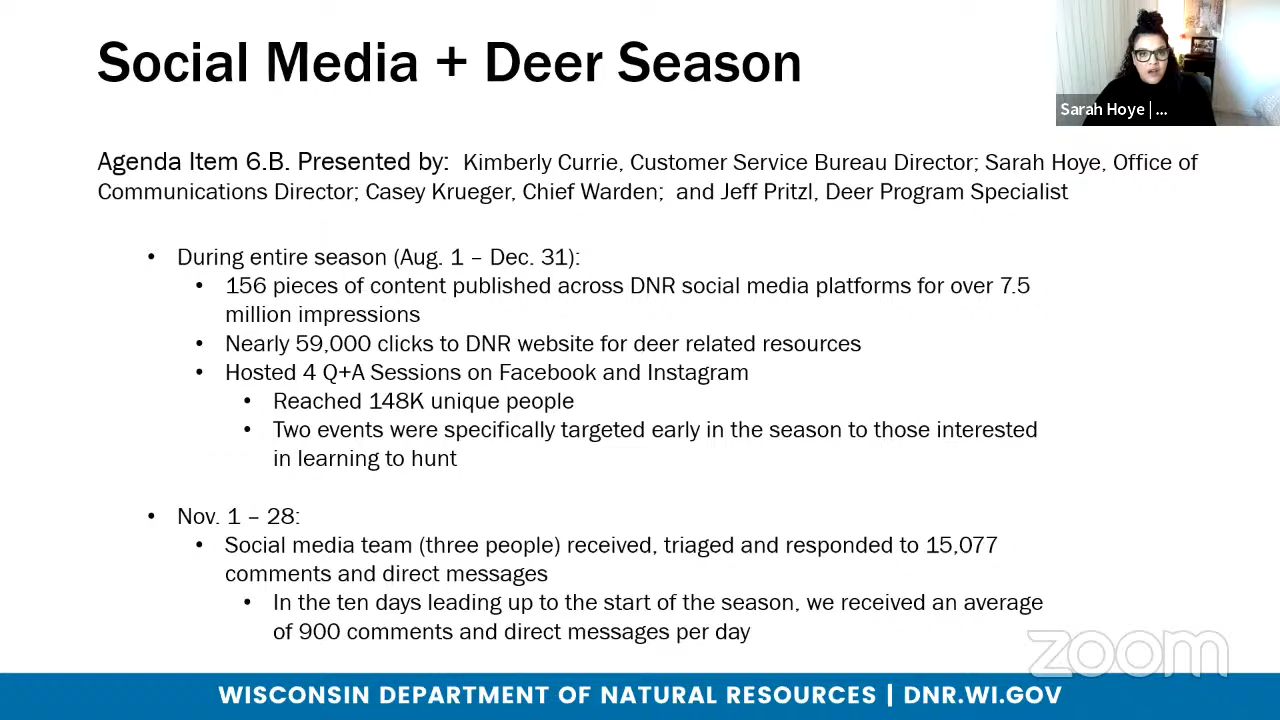 Social Media + Deer Season
Sarah Hoye | ...
Agenda Item 6.B. Presented by: Kimberly Currie, Customer Service Bureau Director; Sarah Hoye, Office of
Communications Director; Casey Krueger, Chief Warden; and Jeff Pritzl, Deer Program Specialist
• During entire season (Aug. 1 – Dec. 31):
• 156 pieces of content published across DNR social media platforms for over 7.5
million impressions
• Nearly 59,000 clicks to DNR website for deer related resources
• Hosted 4 Q+A Sessions on Facebook and Instagram
• Reached 148K unique people
• Two events were specifically targeted early in the season to those interested
in learning to hunt
• Nov. 1 – 28:
• Social media team (three people) received, triaged and responded to 15,077
comments and direct messages
• In the ten days leading up to the start of the season, we received an average
of 900 comments and direct messages per day
zoom
WISCONSIN DEPARTMENT OF NATURAL RESOURCES | DNR.WI.GOV